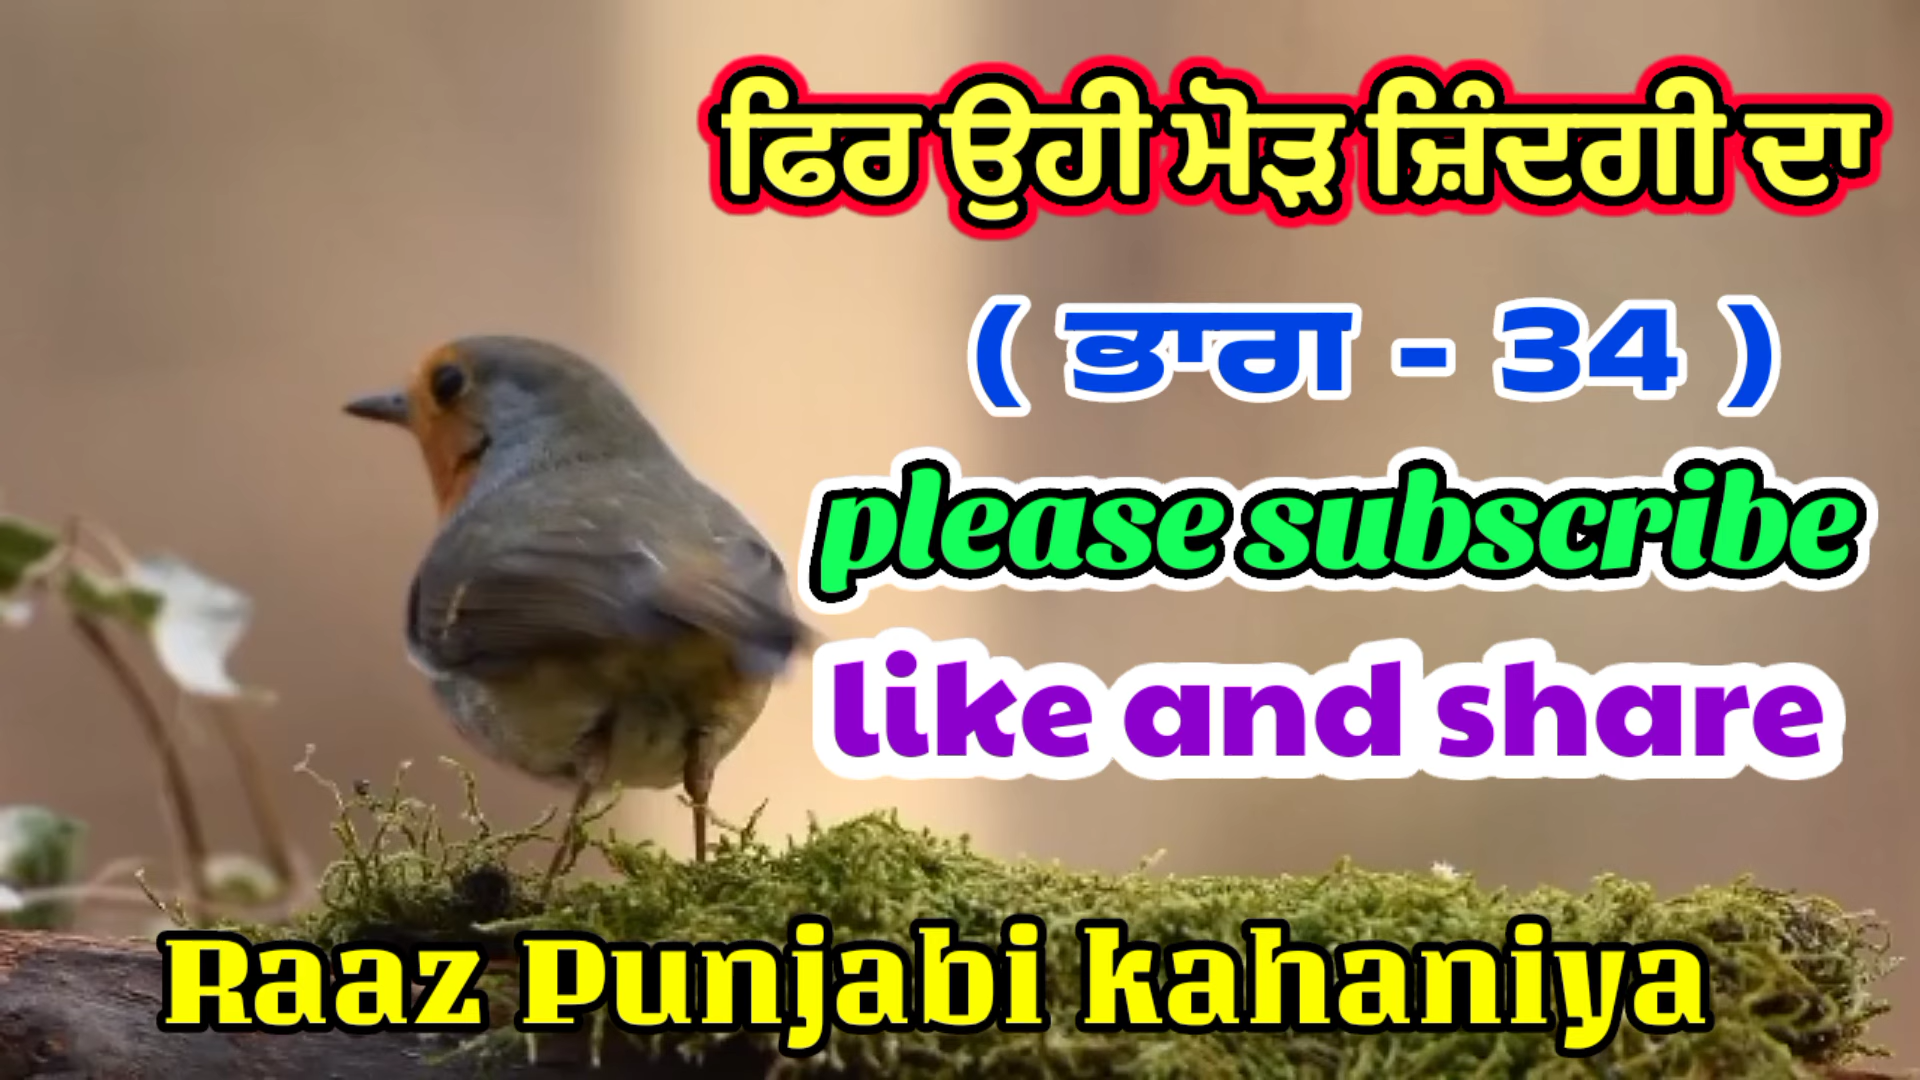 ਫਿਰ ਉਹੀ ਮੋੜ ਜ਼ਿੰਦਗੀ ਦਾ
( ਭਾਗ - 34 )
please subscribe
like and share
Raaz Punjabi kahaniya